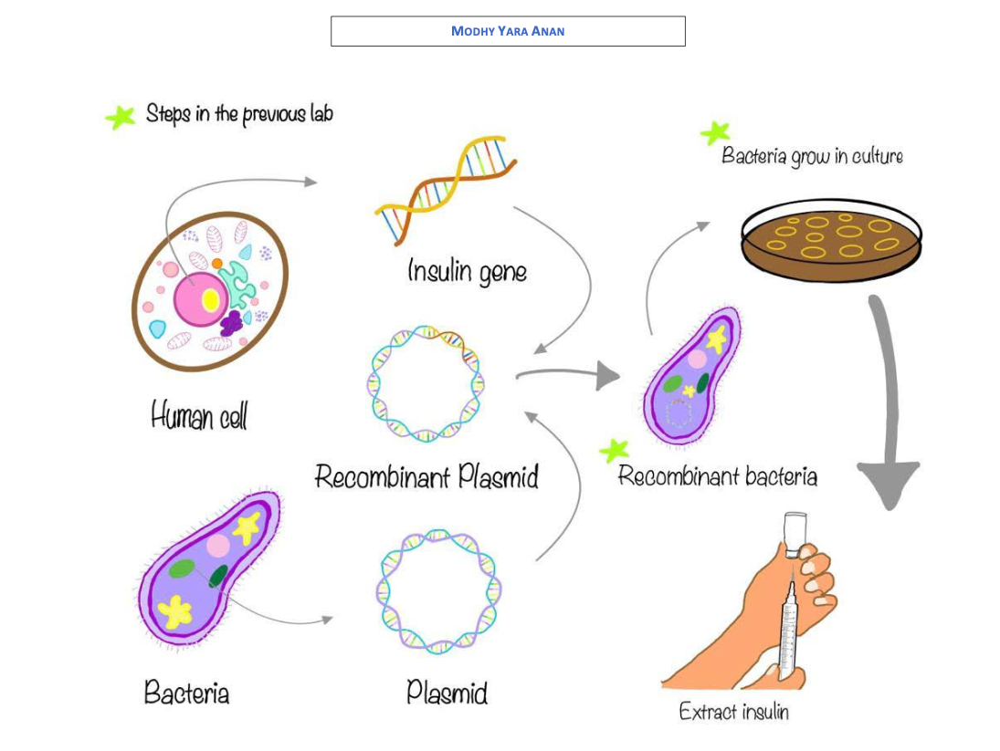 MODHY YARA ANAN
Steps in the previous lab
Bacteria grow in culture
Insulin gene
Human cell
Recombinant Plasmid
Recombinant bacteria
Bacteria
Plasmid
Extract insulin